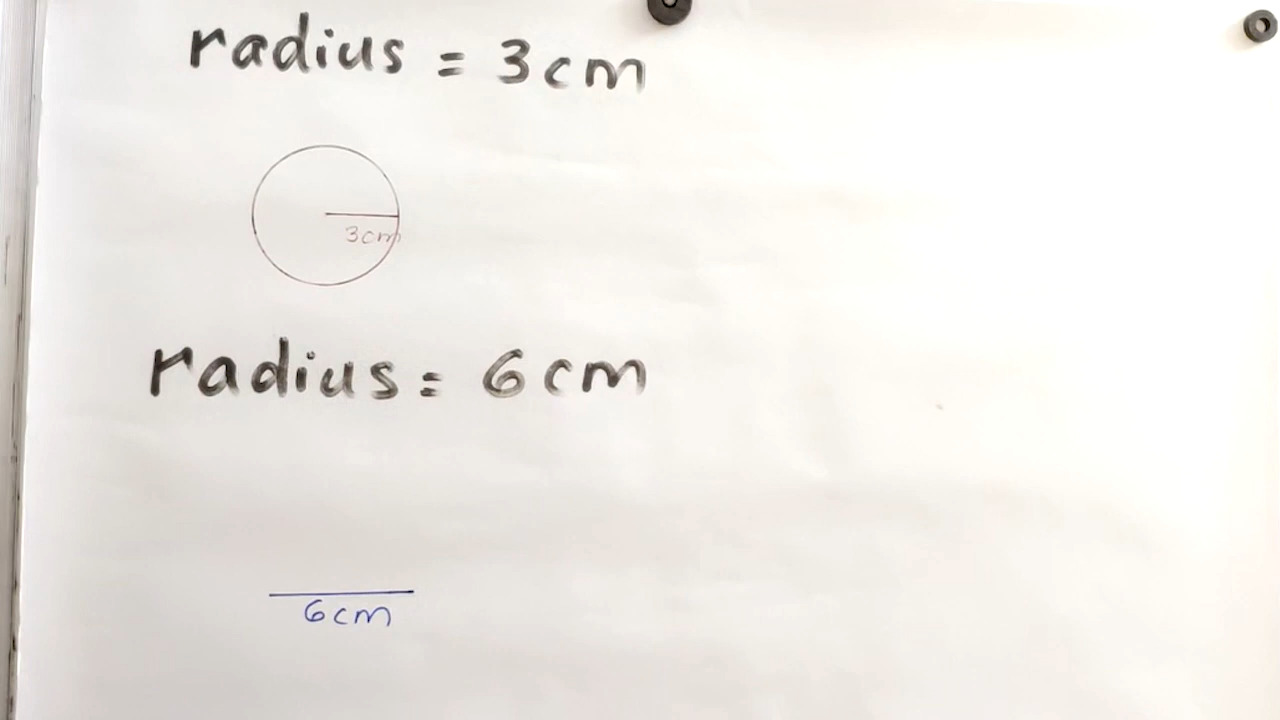 radius = 3cm
3cm
radius = 6cm
6cm